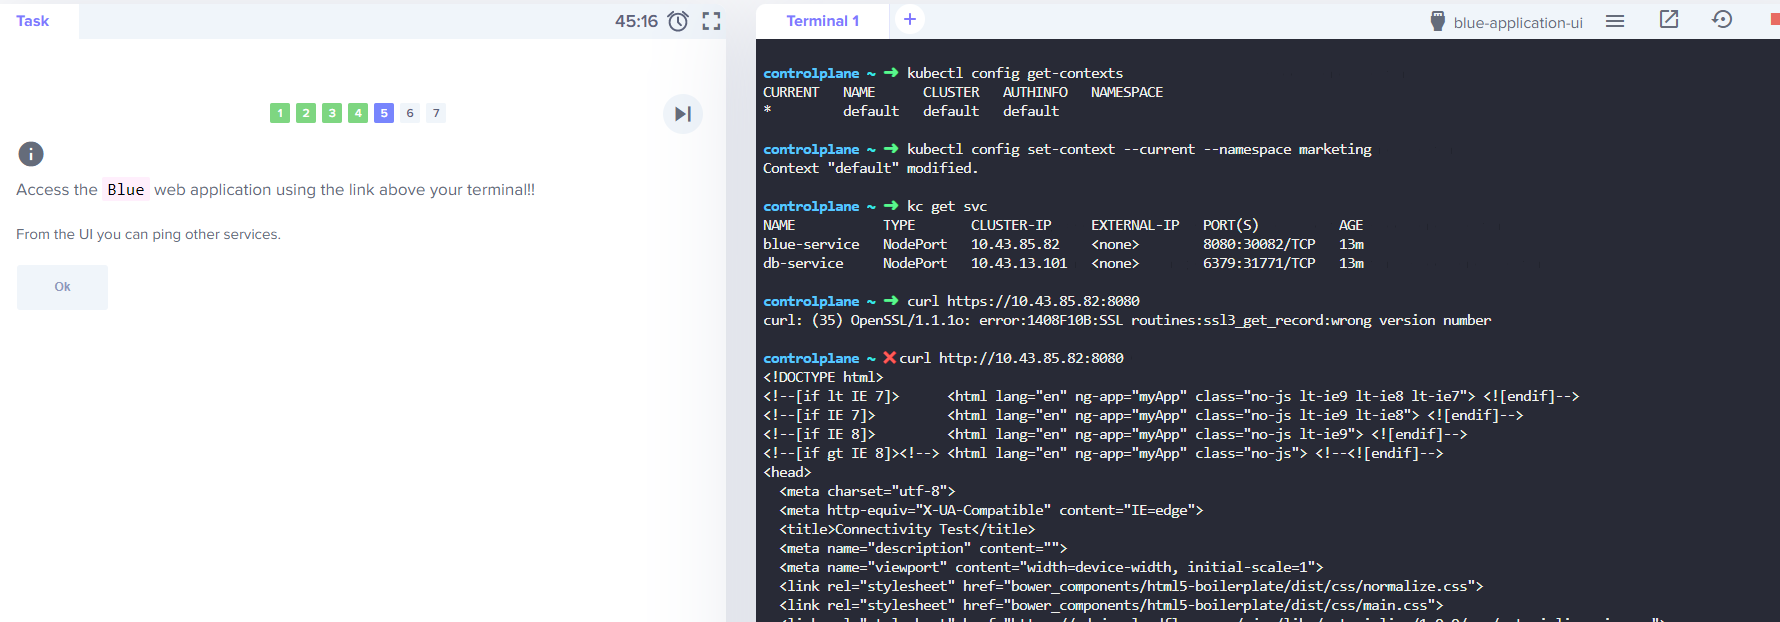 Task
45:16
1 2 3 4 5 6 7
Access the Blue web application using the link above your terminal!!
From the UI you can ping other services.
Ok
Terminal 1 +
blue-application-ui
controlplane ~ ➜ kubectl config get-contexts
CURRENT NAME CLUSTER AUTHINFO NAMESPACE
* default default default
controlplane ~ ➜ kubectl config set-context --current --namespace marketing
Context "default" modified.
controlplane ~ ➜ kc get svc
NAME TYPE CLUSTER-IP EXTERNAL-IP PORT(S) AGE
blue-service NodePort 10.43.85.82 <none> 8080:30082/TCP 13m
db-service NodePort 10.43.13.101 <none> 6379:31771/TCP 13m
controlplane ~ ➜ curl https://10.43.85.82:8080
curl: (35) OpenSSL/1.1.1o: error:1408F10B:SSL routines:ssl3_get_record:wrong version number
controlplane ~ ✖ curl http://10.43.85.82:8080
<!DOCTYPE html>
<!--[if lt IE 7]> <html lang="en" ng-app="myApp" class="no-js lt-ie9 lt-ie8 lt-ie7"> <![endif]-->
<!--[if IE 7]> <html lang="en" ng-app="myApp" class="no-js lt-ie9 lt-ie8"> <![endif]-->
<!--[if IE 8]> <html lang="en" ng-app="myApp" class="no-js lt-ie9"> <![endif]-->
<!--[if gt IE 8]><!--> <html lang="en" ng-app="myApp" class="no-js"> <!--<![endif]-->
<head>
<meta charset="utf-8">
<meta http-equiv="X-UA-Compatible" content="IE=edge">
<title>Connectivity Test</title>
<meta name="description" content="">
<meta name="viewport" content="width=device-width, initial-scale=1">
<link rel="stylesheet" href="bower_components/html5-boilerplate/dist/css/normalize.css">
<link rel="stylesheet" href="bower_components/html5-boilerplate/dist/css/main.css">